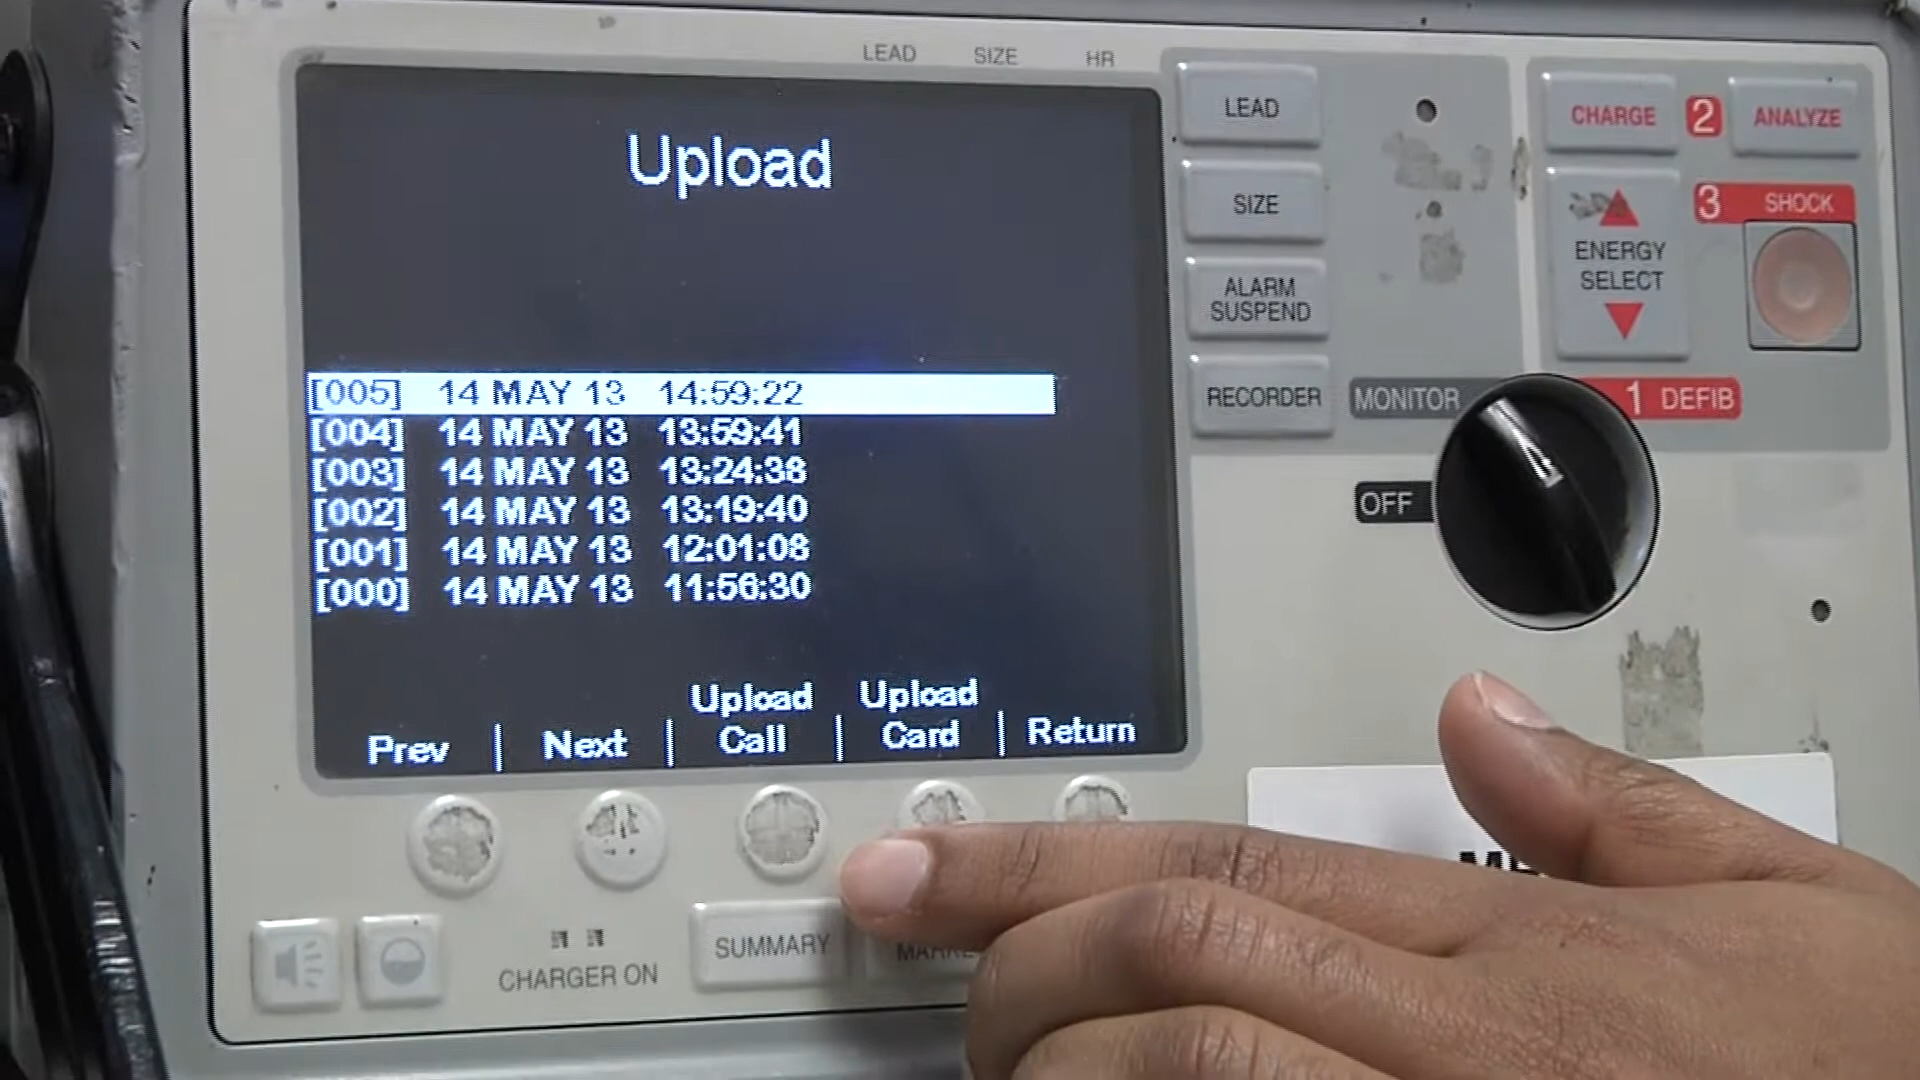 LEAD SIZE HR
Upload
[005] 14 MAY 13 14:59:22
[004] 14 MAY 13 13:59:41
[003] 14 MAY 13 13:24:38
[002] 14 MAY 13 13:19:40
[001] 14 MAY 13 12:01:08
[000] 14 MAY 13 11:56:30
Upload Upload
Prev | Next | Call | Card | Return
LEAD
SIZE
ALARM
SUSPEND
RECORDER
CHARGE 2 ANALYZE
3 SHOCK
ENERGY
SELECT
MONITOR 1 DEFIB
OFF
CHARGER ON
SUMMARY